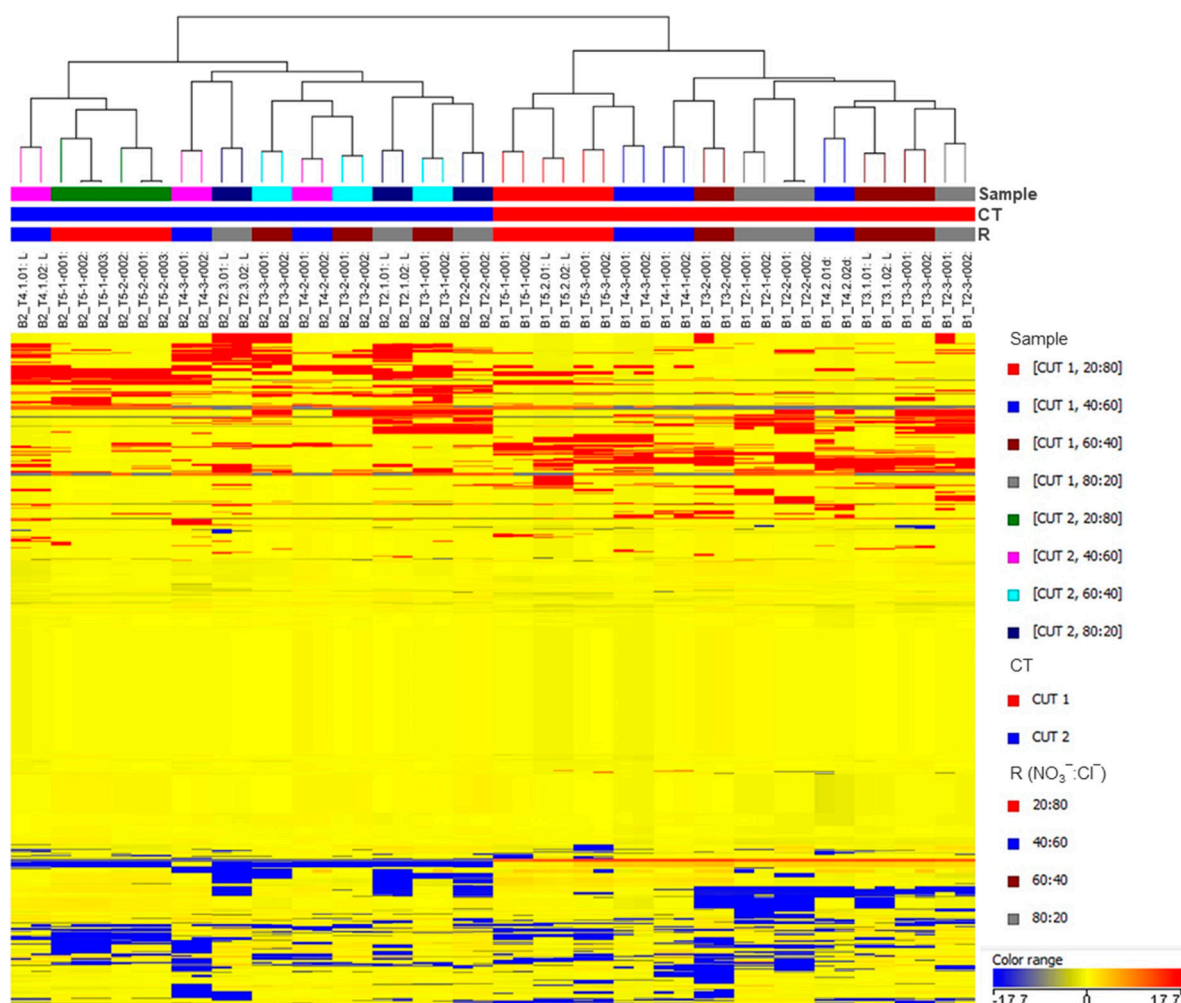 Sample
CT
R
B2_T4.1.01: L
B2_T4.1.02: L
B2_T5-1-r001:
B2_T5-1-r002:
B2_T5-1-r003:
B2_T5-2-r001:
B2_T5-2-r002:
B2_T5-2-r003:
B2_T4-3-r001:
B2_T4-3-r002:
B2_T2.3.01: L
B2_T2.3.02: L
B2_T3-3-r001:
B2_T3-3-r002:
B2_T4-2-r001:
B2_T4-2-r002:
B2_T3-2-r001:
B2_T3-2-r002:
B2_T2.1.01: L
B2_T2.1.02: L
B2_T3-1-r001:
B2_T3-1-r002:
B2_T2-2-r001:
B2_T2-2-r002:
B1_T5-1-r001:
B1_T5-1-r002:
B1_T5.2.01: L
B1_T5.2.02: L
B1_T5-3-r001:
B1_T5-3-r002:
B1_T4-3-r001:
B1_T4-3-r002:
B1_T4-1-r001:
B1_T4-1-r002:
B1_T3-2-r001:
B1_T3-2-r002:
B1_T2-1-r001:
B1_T2-1-r002:
B1_T2-2-r001:
B1_T2-2-r002:
B1_T4.2.01d:
B1_T4.2.02d:
B1_T3.1.01: L
B1_T3.1.02: L
B1_T3-3-r001:
B1_T3-3-r002:
B1_T2-3-r001:
B1_T2-3-r002:
Sample
[CUT 1, 20:80]
[CUT 1, 40:60]
[CUT 1, 60:40]
[CUT 1, 80:20]
[CUT 2, 20:80]
[CUT 2, 40:60]
[CUT 2, 60:40]
[CUT 2, 80:20]
CT
CUT 1
CUT 2
R (NO₃⁻:Cl⁻)
20:80
40:60
60:40
80:20
Color range
-17.7 0 17.7